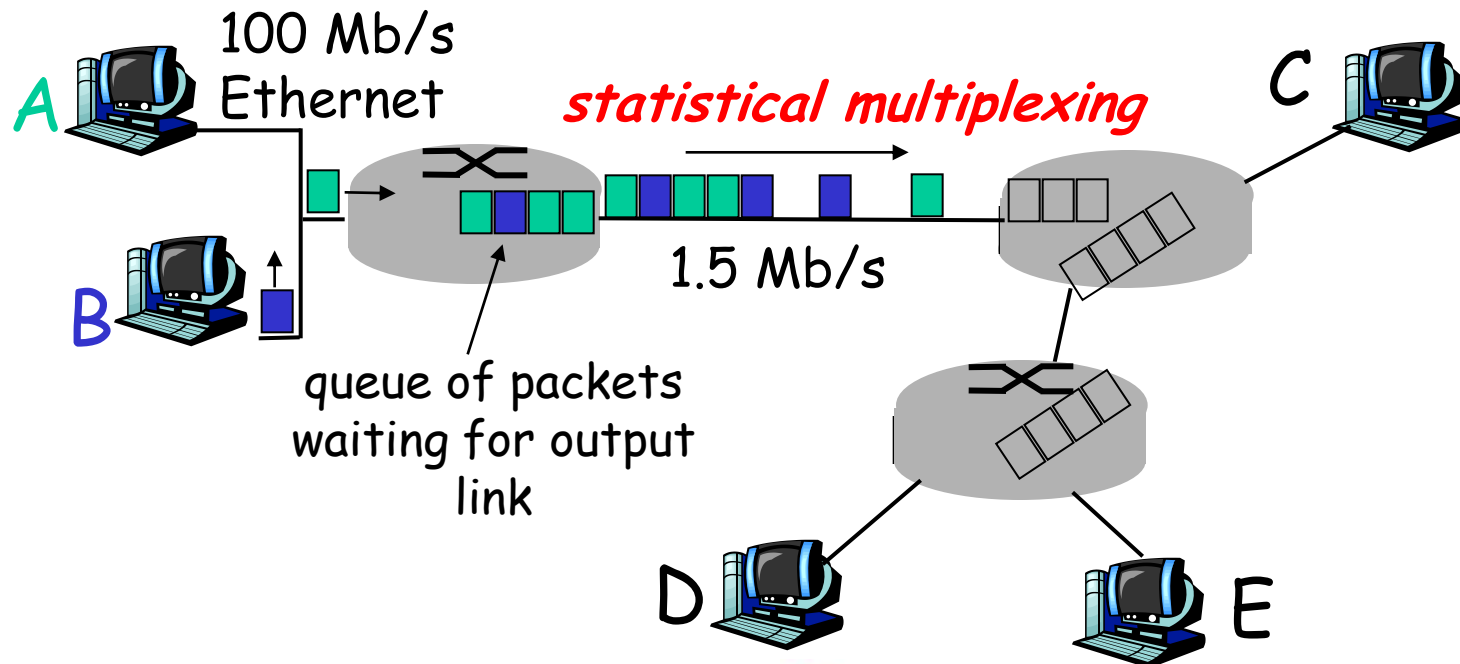 100 Mb/s
Ethernet
A
statistical multiplexing
C
B
1.5 Mb/s
queue of packets
waiting for output
link
D
E